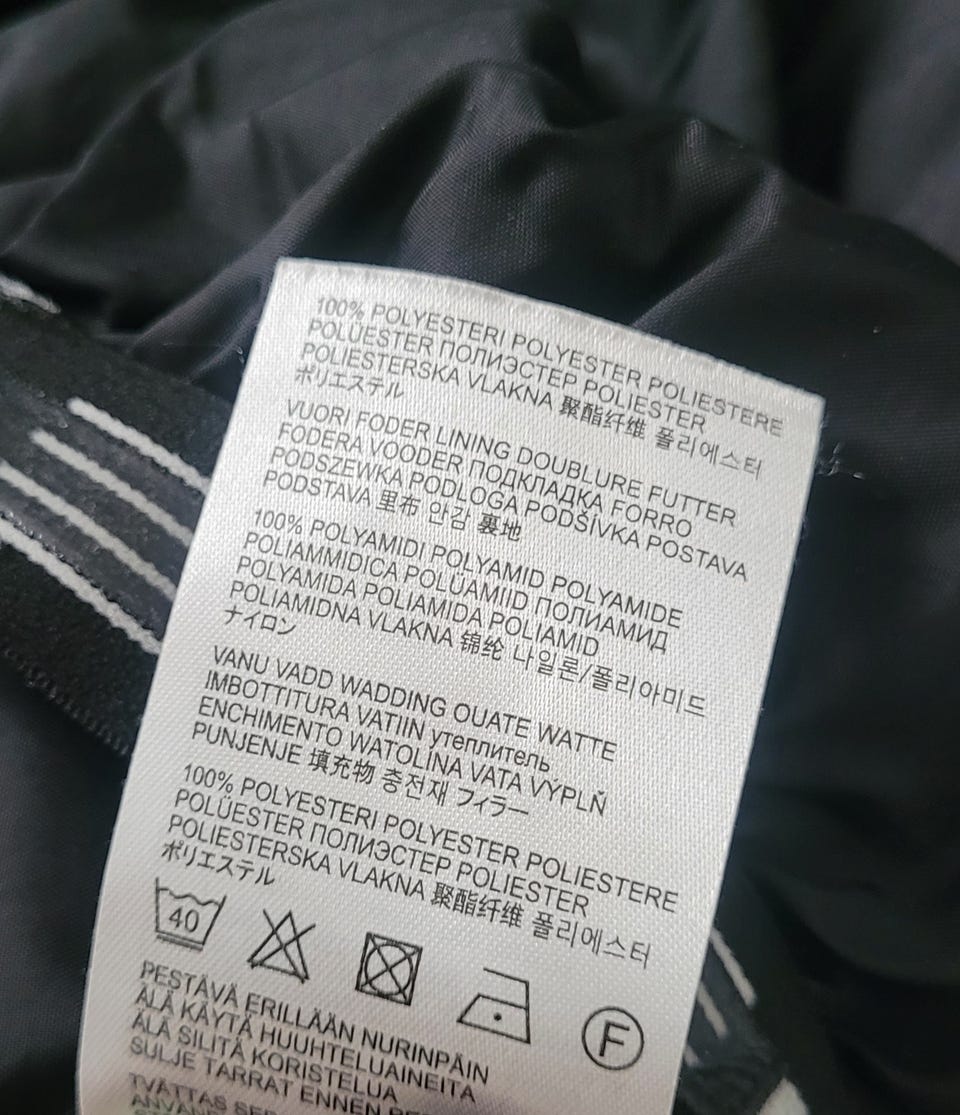 100% POLYESTERI POLYESTER POLIESTERE
POLÜESTER ПОЛИЭСТЕР POLIESTER
POLIESTERSKA VLAKNA 聚酯纤维 폴리에스터
ポリエステル
VUORI FODER LINING DOUBLURE FUTTER
FODERA VOODER ПОДКЛАДКА FORRO
PODSZEWKA PODLOGA PODŠÍVKA POSTAVA
PODSTAVA 里布 안감 裏地
100% POLYAMIDI POLYAMID POLYAMIDE
POLIAMMIDICA POLÜAMIID ПОЛИАМИД
POLYAMIDA POLIAMIDA POLIAMID
POLIAMIDNA VLAKNA 锦纶 나일론/폴리아미드
ナイロン
VANU VADD WADDING OUATE WATTE
IMBOTTITURA VATIIN утеплитель
ENCHIMENTO WATOLINA VATA VÝPLŇ
PUNJENJE 填充物 충전재 フィラー
100% POLYESTERI POLYESTER POLIESTERE
POLÜESTER ПОЛИЭСТЕР POLIESTER
POLIESTERSKA VLAKNA 聚酯纤维 폴리에스터
ポリエステル
40
F
PESTÄVÄ ERILLÄÄN NURINPÄIN
ÄLÄ KÄYTÄ HUUHTELUAINEITA
ÄLÄ SILITÄ KORISTELUA
SULJE TARRAT ENNEN
TVÄTTAS